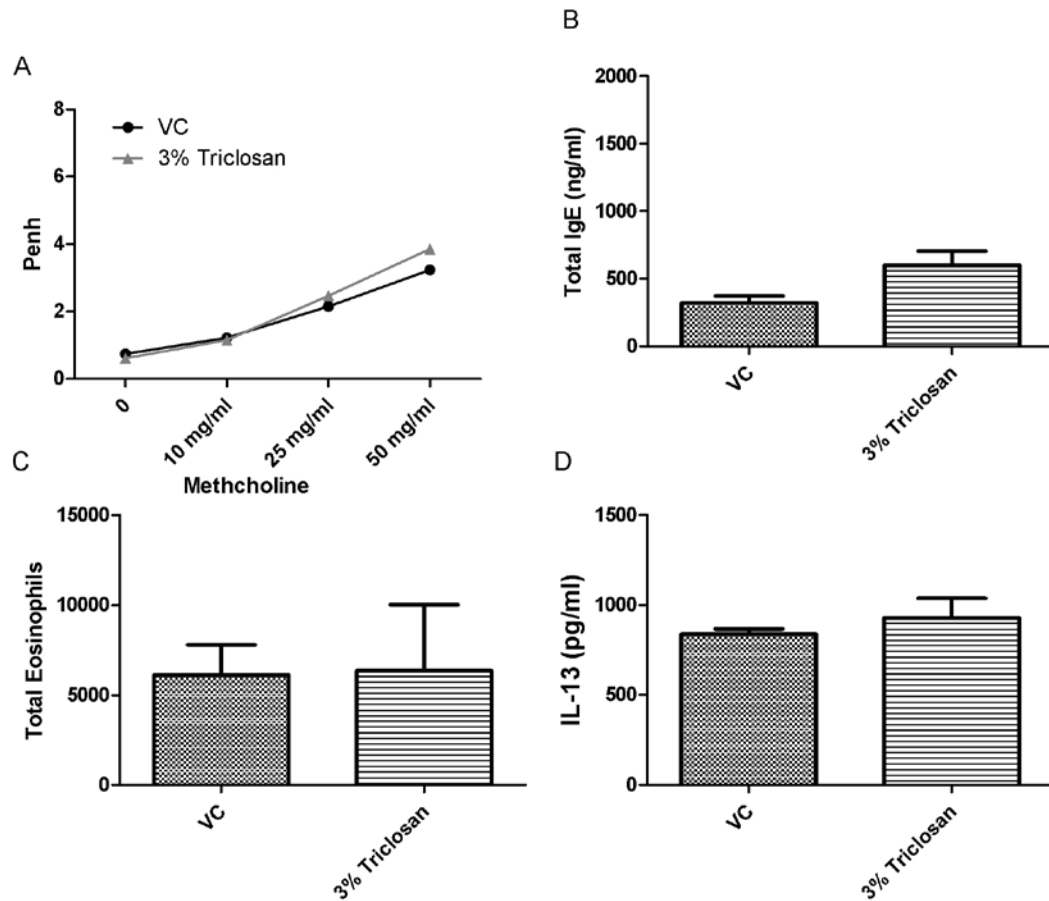 A
VC
3% Triclosan
8
6
4
2
0
Penh
0
10 mg/ml
25 mg/ml
50 mg/ml
Methcholine
B
2000
1500
1000
500
0
Total IgE (ng/ml)
VC
3% Triclosan
C
15000
10000
5000
0
Total Eosinophils
VC
3% Triclosan
D
1500
1000
500
0
IL-13 (pg/ml)
VC
3% Triclosan